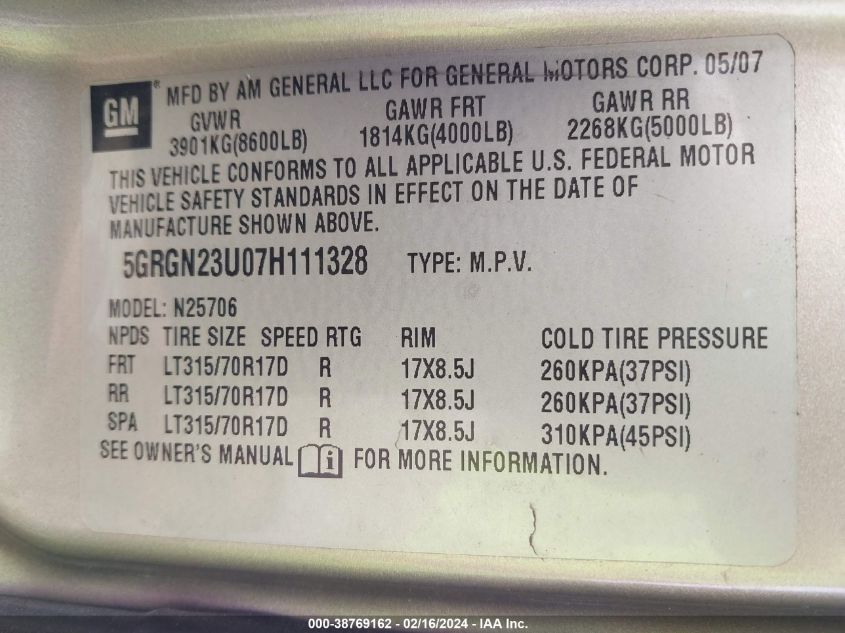 GM ® MFD BY AM GENERAL LLC FOR GENERAL MOTORS CORP. 05/07
GVWR GAWR FRT GAWR RR
3901KG(8600LB) 1814KG(4000LB) 2268KG(5000LB)
THIS VEHICLE CONFORMS TO ALL APPLICABLE U.S. FEDERAL MOTOR
VEHICLE SAFETY STANDARDS IN EFFECT ON THE DATE OF
MANUFACTURE SHOWN ABOVE.
5GRGN23U07H111328 TYPE: M.P.V.
MODEL: N25706
NPDS TIRE SIZE SPEED RTG RIM COLD TIRE PRESSURE
FRT LT315/70R17D R 17X8.5J 260KPA(37PSI)
RR LT315/70R17D R 17X8.5J 260KPA(37PSI)
SPA LT315/70R17D R 17X8.5J 310KPA(45PSI)
SEE OWNER'S MANUAL i FOR MORE INFORMATION.
000-38769162 - 02/16/2024 - IAA Inc.